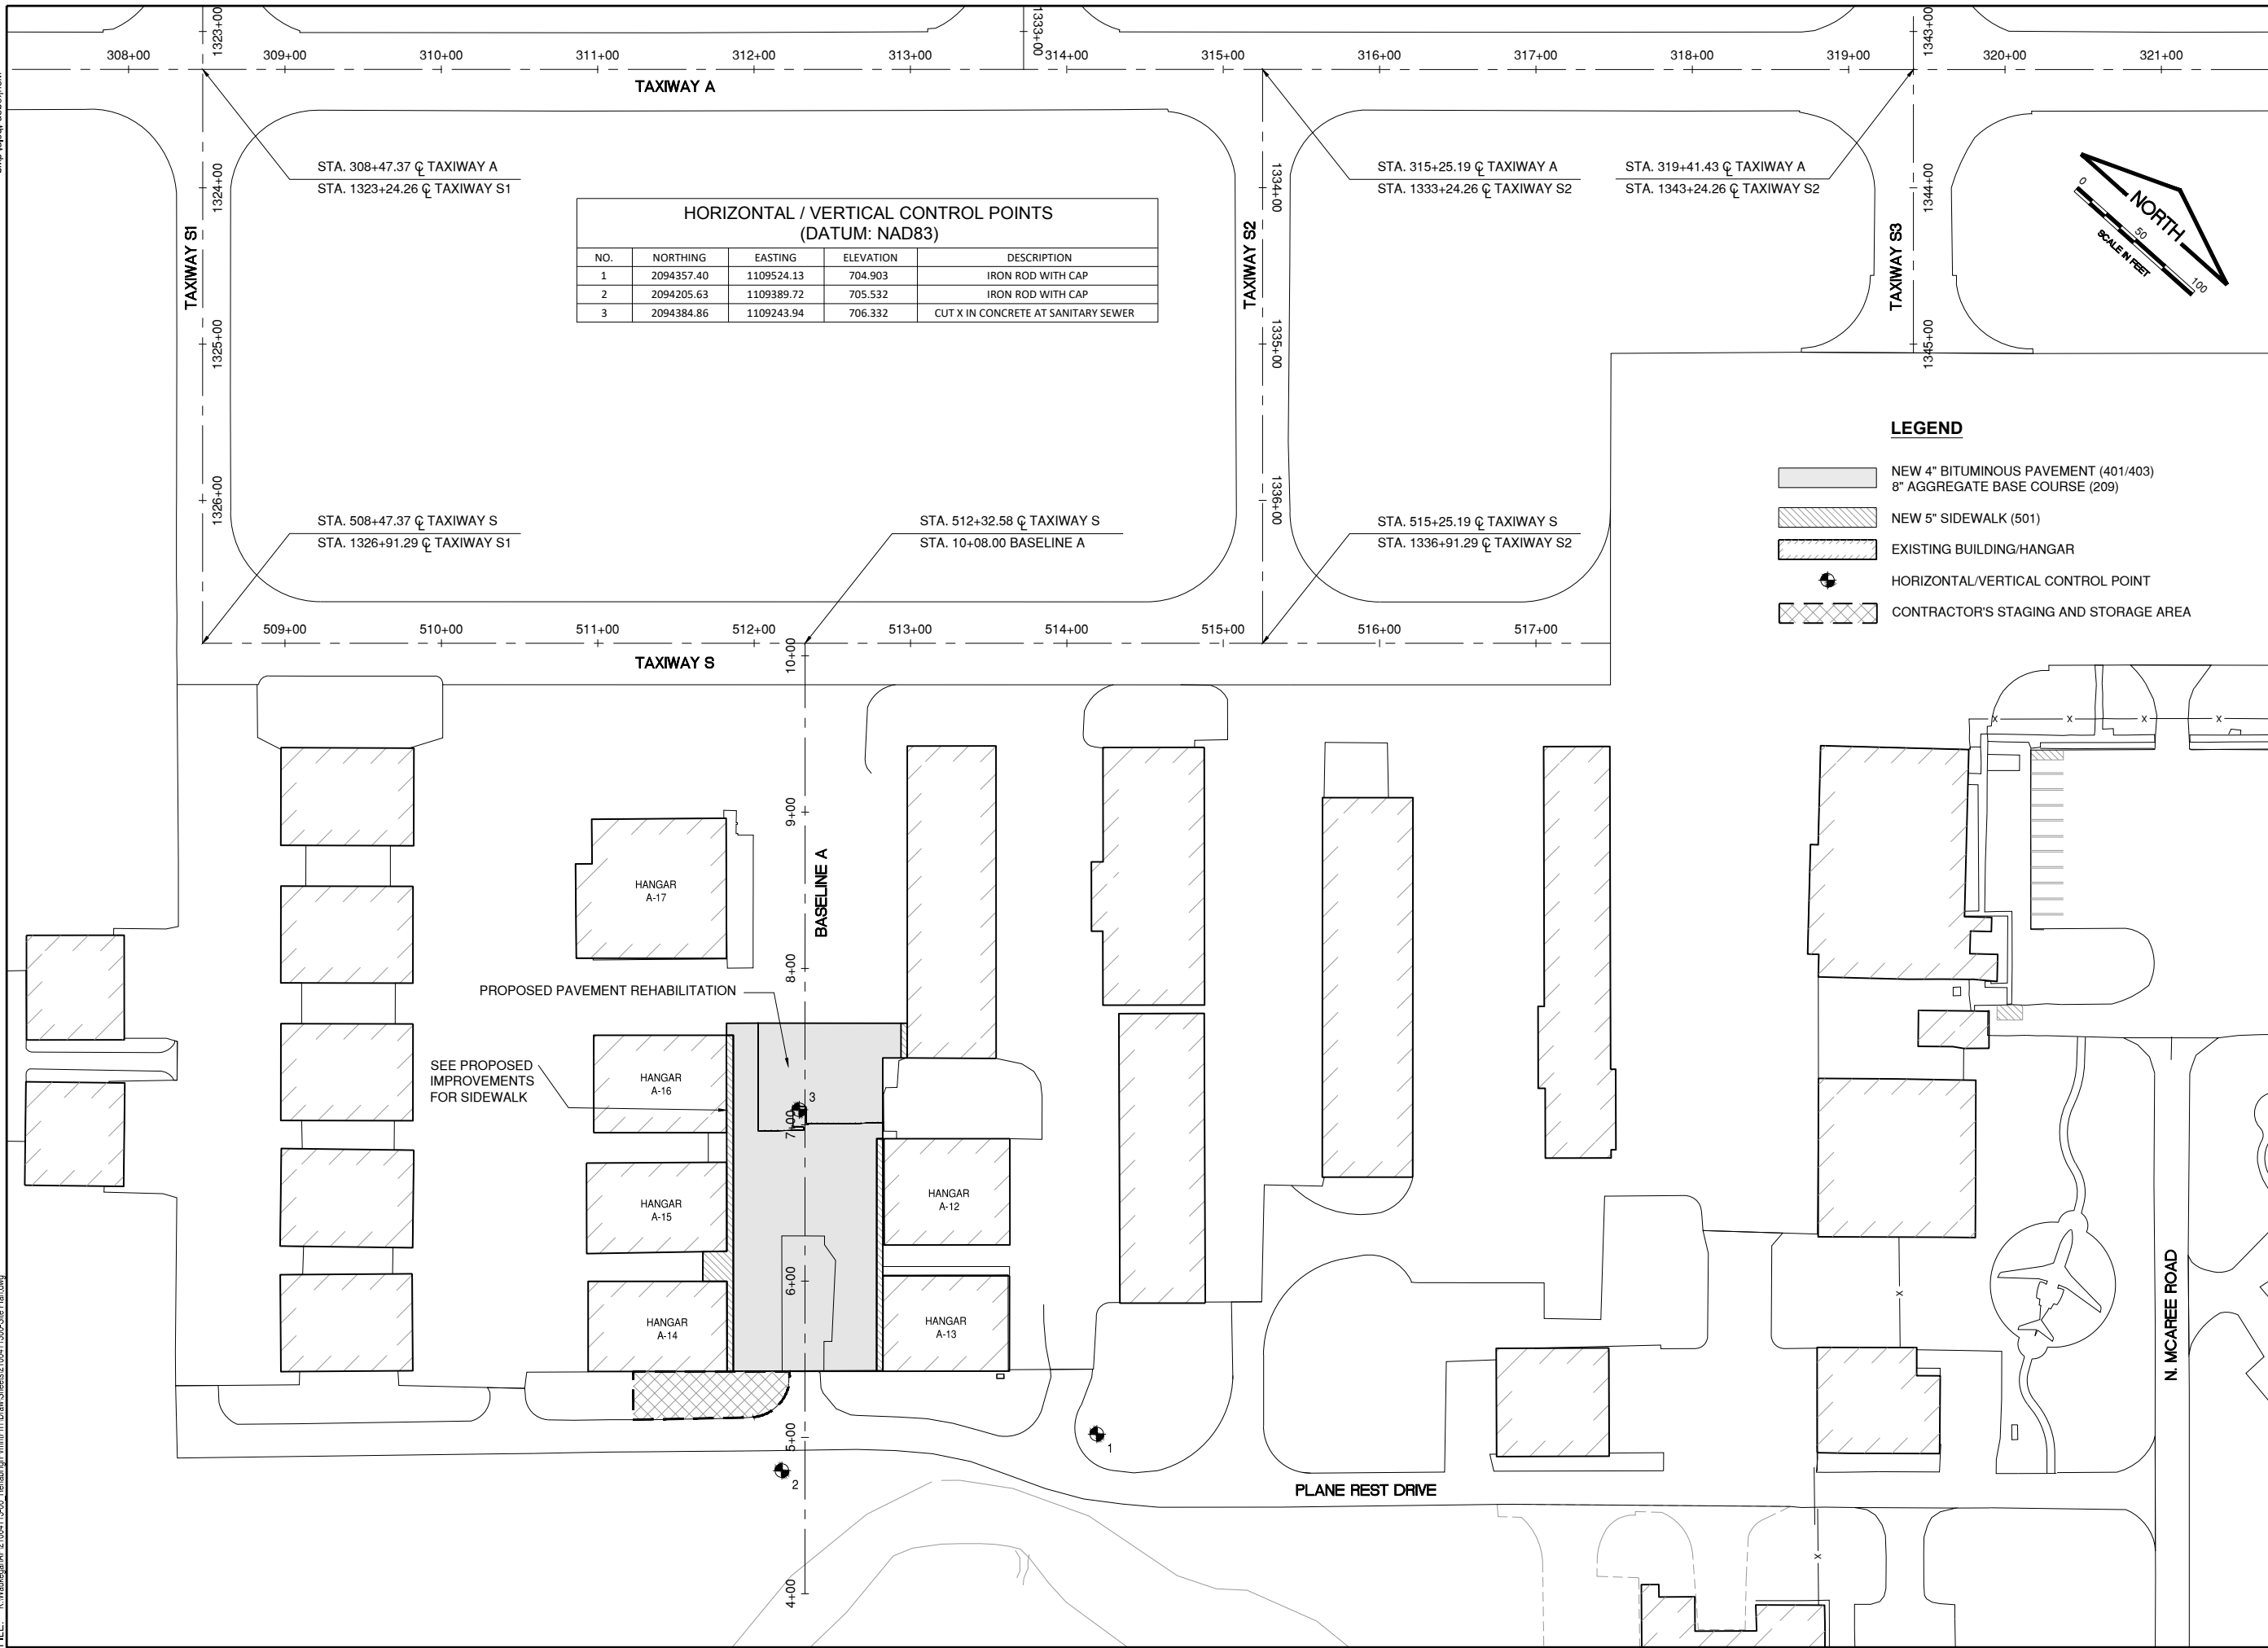 1323+00
1333+00
1343+00
308+00
309+00
310+00
311+00
312+00
313+00
314+00
315+00
316+00
317+00
318+00
319+00
320+00
321+00
TAXIWAY A
STA. 308+47.37 ℄ TAXIWAY A
STA. 1323+24.26 ℄ TAXIWAY S1
STA. 315+25.19 ℄ TAXIWAY A
STA. 1333+24.26 ℄ TAXIWAY S2
STA. 319+41.43 ℄ TAXIWAY A
STA. 1343+24.26 ℄ TAXIWAY S2
1324+00
1334+00
1344+00
TAXIWAY S1
TAXIWAY S2
TAXIWAY S3
NORTH
0
50
100
SCALE IN FEET
HORIZONTAL / VERTICAL CONTROL POINTS
(DATUM: NAD83)
NO. NORTHING EASTING ELEVATION DESCRIPTION
1 2094357.40 1109524.13 704.903 IRON ROD WITH CAP
2 2094205.63 1109389.72 705.532 IRON ROD WITH CAP
3 2094384.86 1109243.94 706.332 CUT X IN CONCRETE AT SANITARY SEWER
1325+00
1335+00
1345+00
LEGEND
NEW 4" BITUMINOUS PAVEMENT (401/403)
8" AGGREGATE BASE COURSE (209)
NEW 5" SIDEWALK (501)
EXISTING BUILDING/HANGAR
HORIZONTAL/VERTICAL CONTROL POINT
CONTRACTOR'S STAGING AND STORAGE AREA
1326+00
1336+00
STA. 508+47.37 ℄ TAXIWAY S
STA. 1326+91.29 ℄ TAXIWAY S1
STA. 512+32.58 ℄ TAXIWAY S
STA. 10+08.00 BASELINE A
STA. 515+25.19 ℄ TAXIWAY S
STA. 1336+91.29 ℄ TAXIWAY S2
509+00
510+00
511+00
512+00
513+00
514+00
515+00
516+00
517+00
TAXIWAY S
10+00
9+00
BASELINE A
HANGAR
A-17
8+00
PROPOSED PAVEMENT REHABILITATION
SEE PROPOSED
IMPROVEMENTS
FOR SIDEWALK
HANGAR
A-16
3
7+00
HANGAR
A-15
HANGAR
A-12
6+00
HANGAR
A-14
HANGAR
A-13
5+00
1
2
4+00
PLANE REST DRIVE
N. MCAREE ROAD
X
X
X
X
X
X